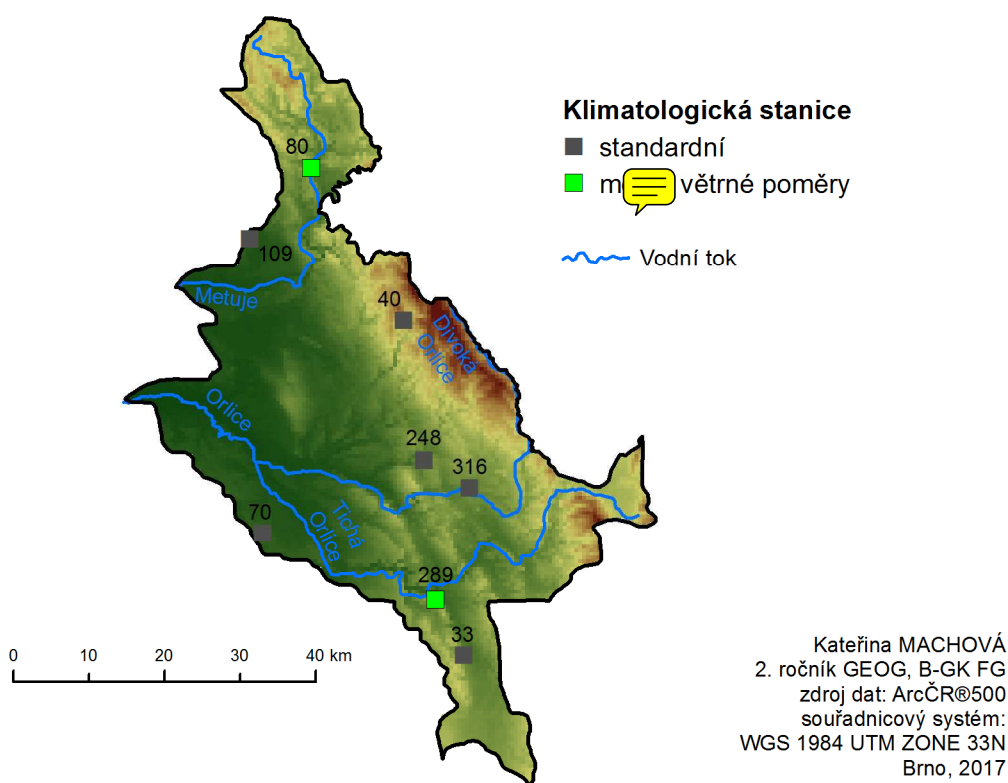 Klimatologická stanice
standardní
větrné poměry
Vodní tok
80
109
Metuje
40
Divoká
Orlice
Orlice
248
316
70
Tichá
Orlice
289
33
0 10 20 30 40 km
Kateřina MACHOVÁ
2. ročník GEOG, B-GK FG
zdroj dat: ArcČR®500
souřadnicový systém:
WGS 1984 UTM ZONE 33N
Brno, 2017